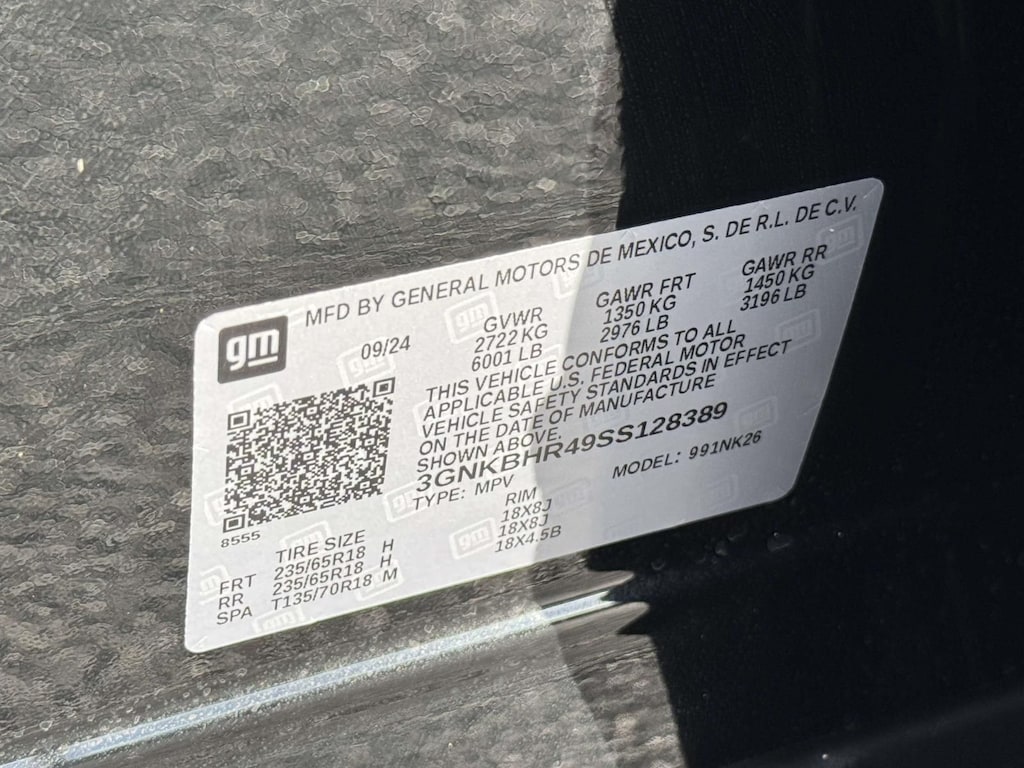 MFD BY GENERAL MOTORS DE MEXICO, S. DE R.L. DE C.V.
gm
09/24
GVWR
2722 KG
6001 LB
GAWR FRT
1350 KG
2976 LB
GAWR RR
1450 KG
3196 LB
THIS VEHICLE CONFORMS TO ALL
APPLICABLE U.S. FEDERAL MOTOR
VEHICLE SAFETY STANDARDS IN EFFECT
ON THE DATE OF MANUFACTURE
SHOWN ABOVE.
3GNKBHR49SS128389
TYPE: MPV
MODEL: 991NK26
8555
TIRE SIZE RIM
FRT 235/65R18 H 18X8J
RR 235/65R18 H 18X8J
SPA T135/70R18 M 18X4.5B